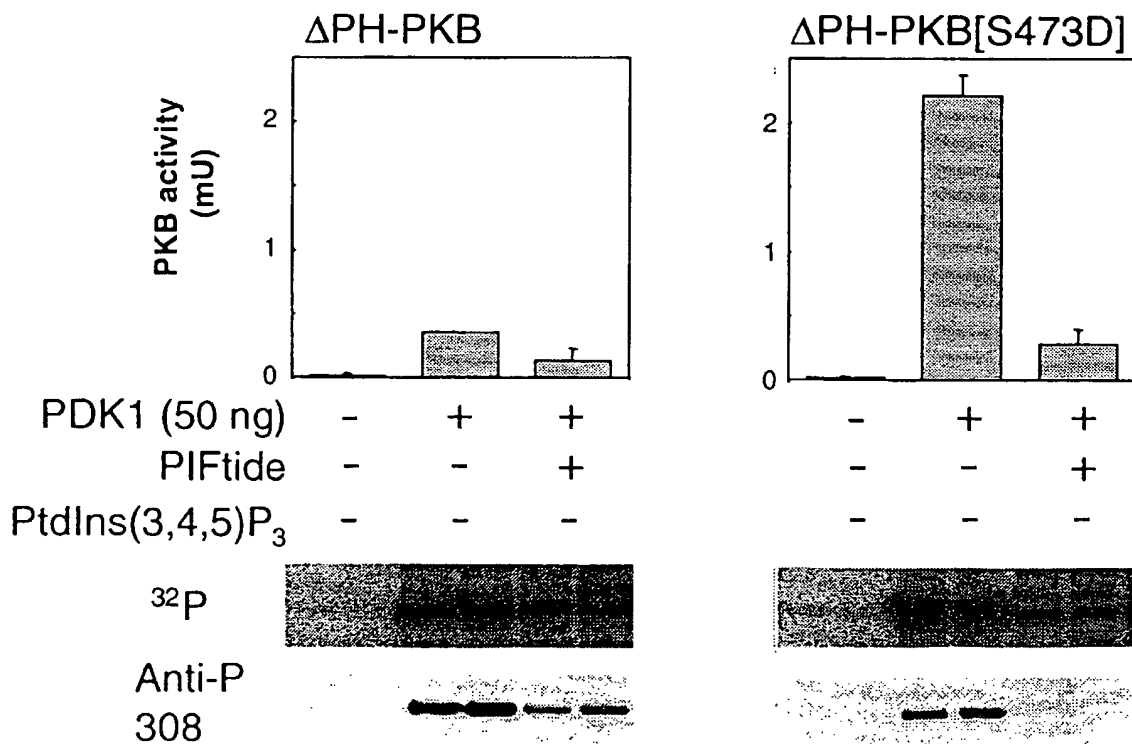 ΔPH-PKB
ΔPH-PKB[S473D]
PKB activity
(mU)
2
1
0
2
1
0
PDK1 (50 ng) - + + - + +
PIFtide - - + - - +
PtdIns(3,4,5)P₃ - - - - - -
³²P
Anti-P
308